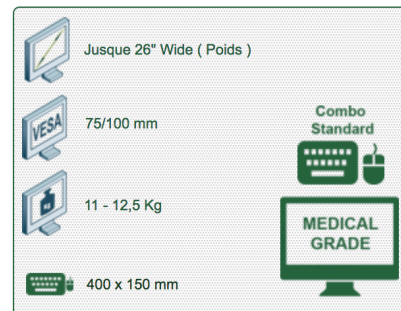 Jusque 26" Wide ( Poids )
VESA
75/100 mm
Combo
Standard
KG
11 - 12,5 Kg
MEDICAL
GRADE
400 x 150 mm